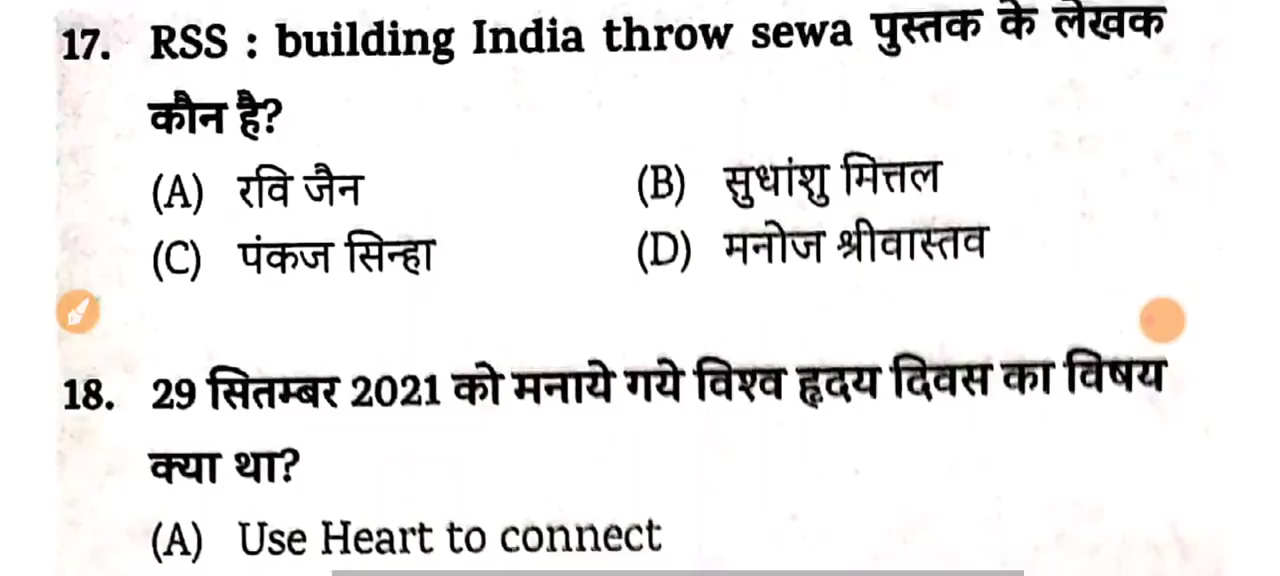 17. RSS : building India throw sewa पुस्तक के लेखक
कौन है?
(A) रवि जैन (B) सुधांशु मित्तल
(C) पंकज सिन्हा (D) मनोज श्रीवास्तव
18. 29 सितम्बर 2021 को मनाये गये विश्व हृदय दिवस का विषय
क्या था?
(A) Use Heart to connect